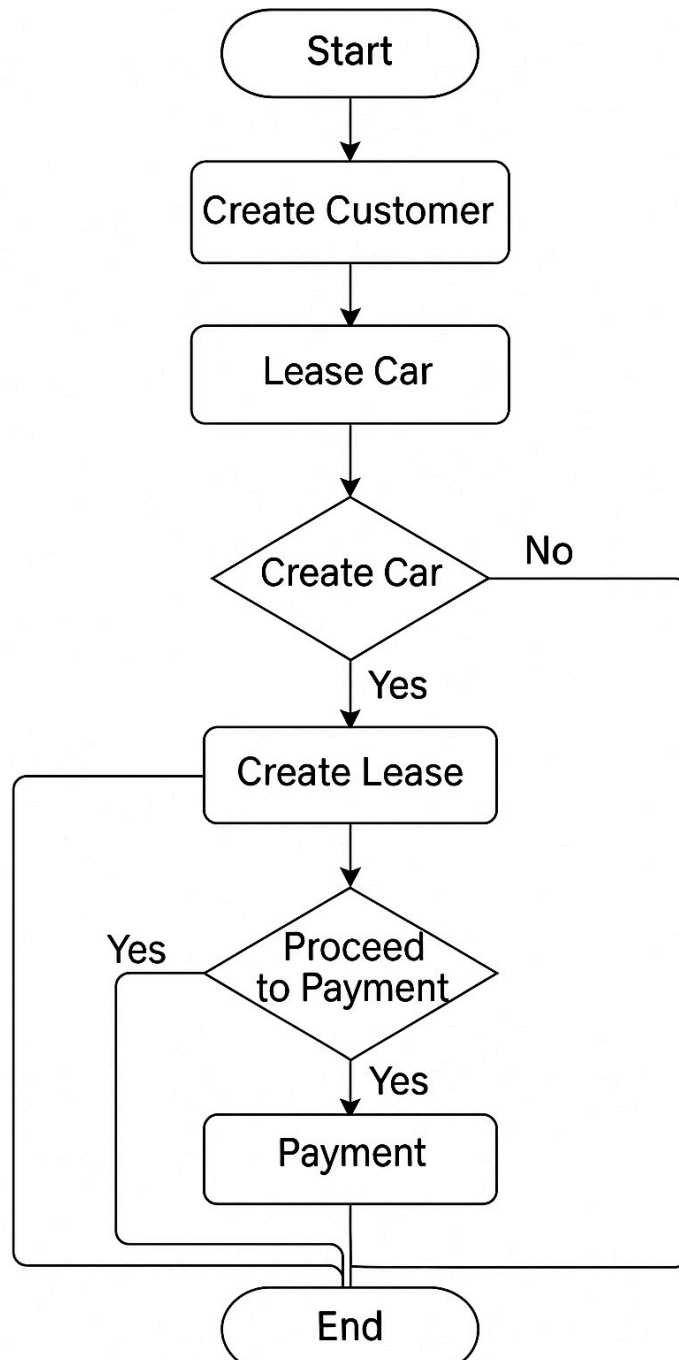 Start
Create Customer
Lease Car
Create Car
No
Yes
Create Lease
Yes
Proceed
to Payment
Yes
Payment
End